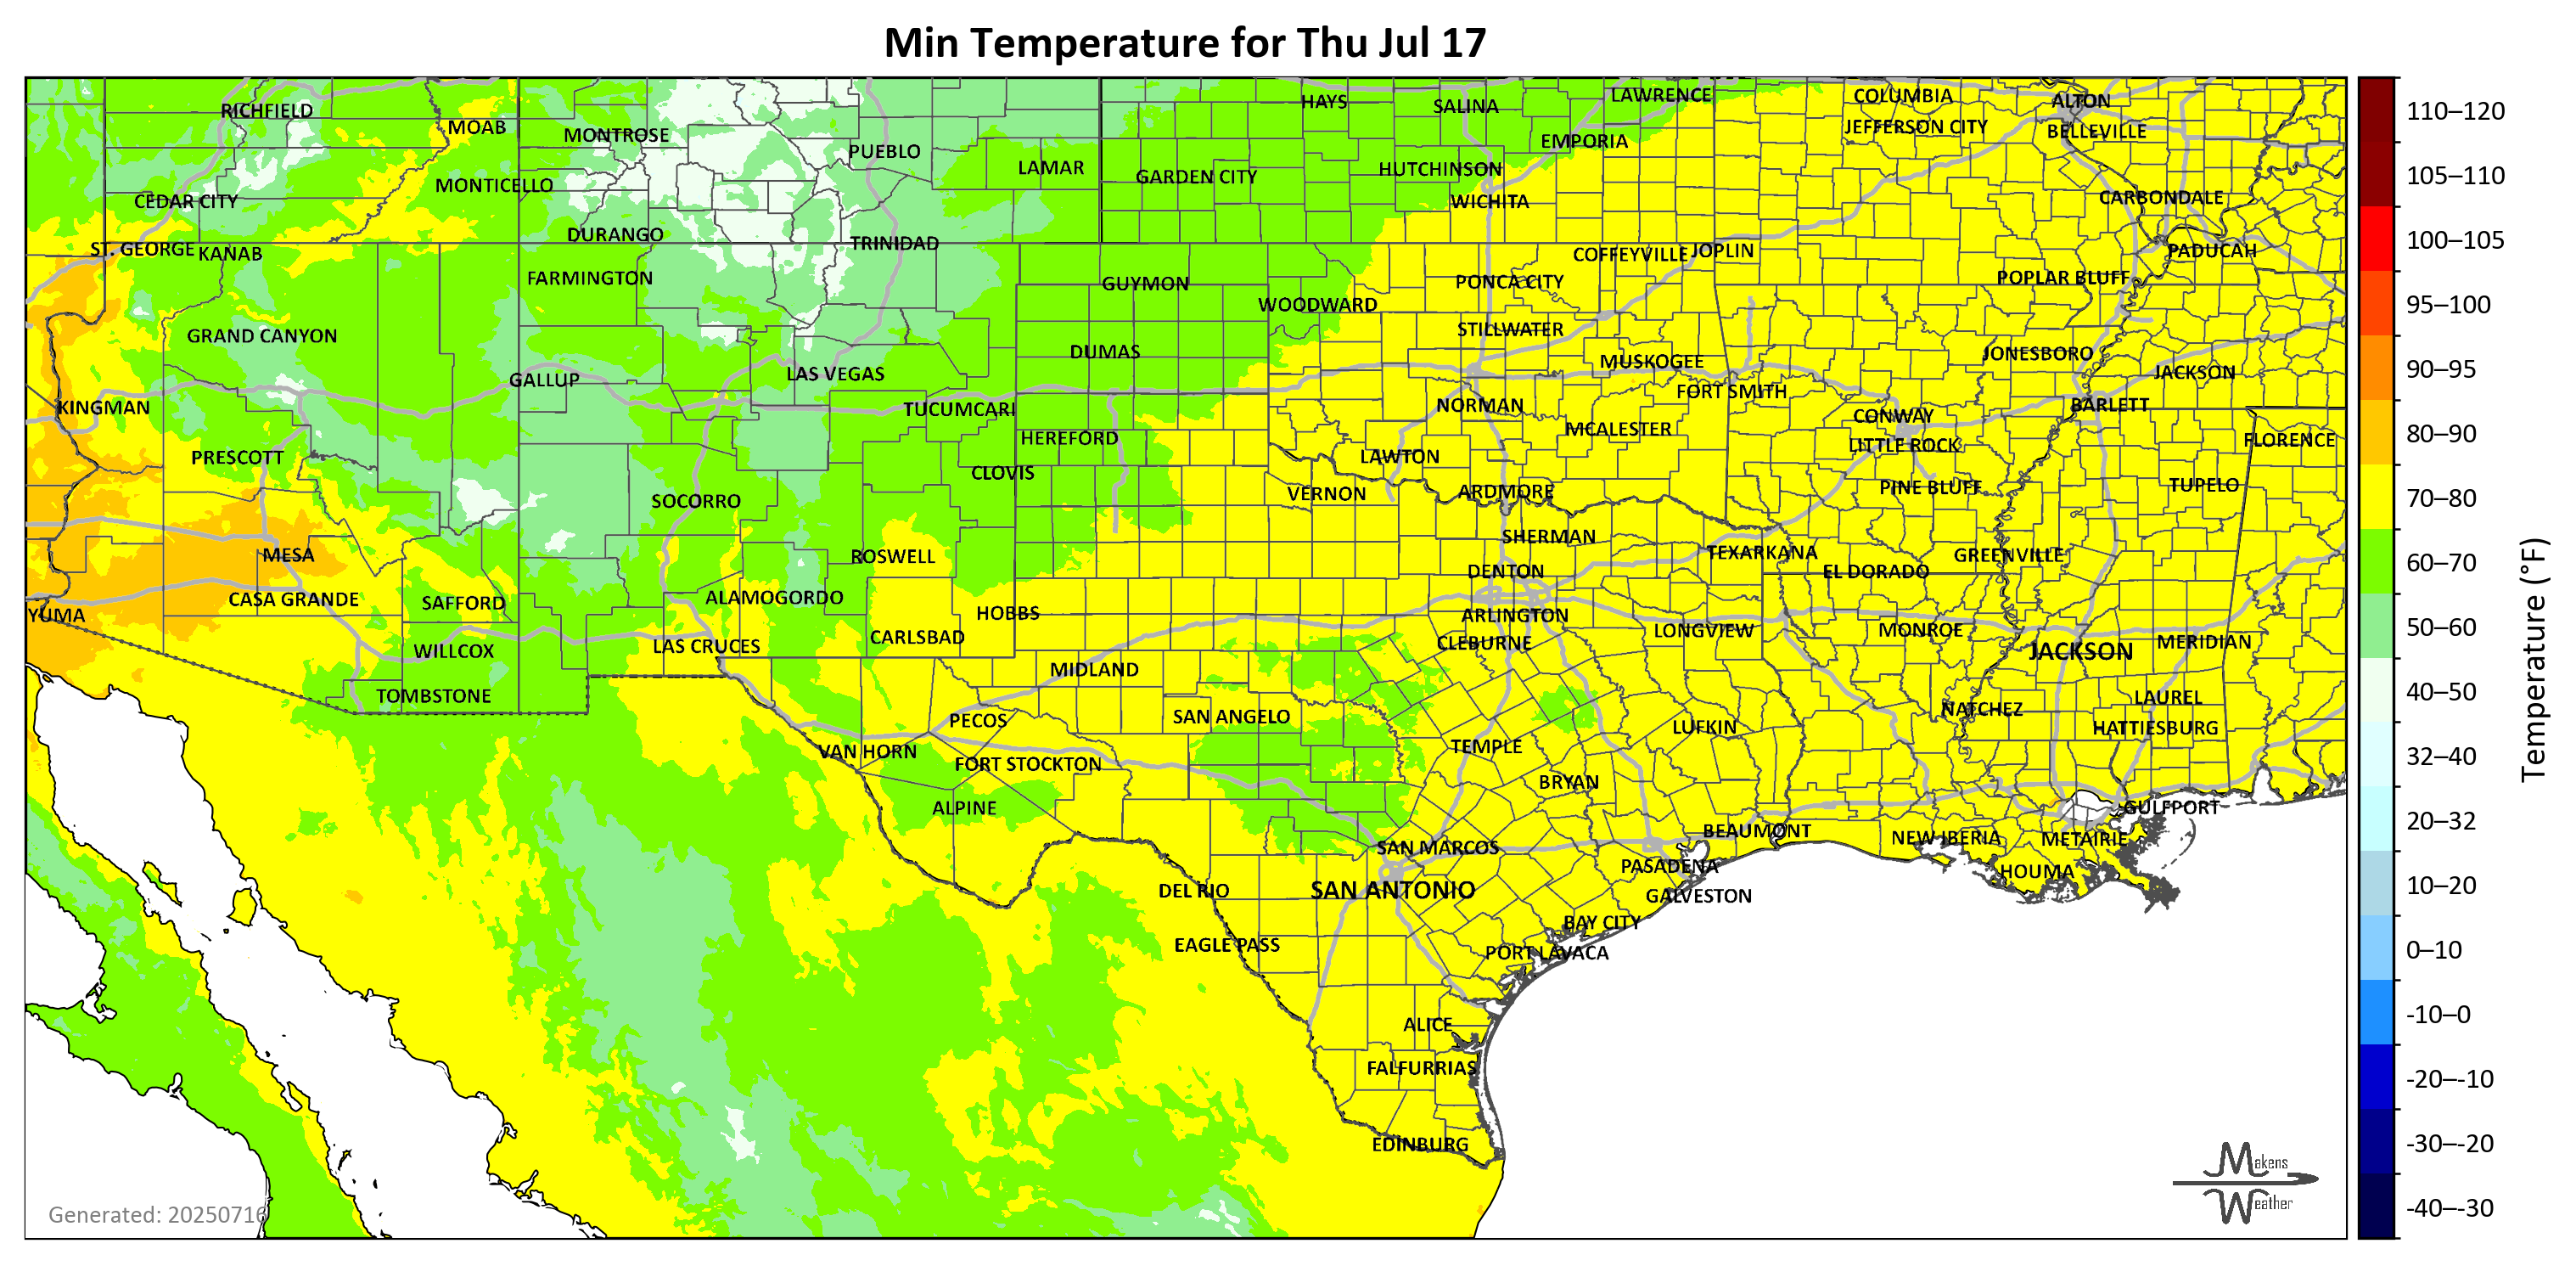 Min Temperature for Thu Jul 17
RICHFIELD
MOAB
MONTROSE
PUEBLO
LAMAR
HAYS
SALINA
LAWRENCE
COLUMBIA
ALTON
JEFFERSON CITY
BELLEVILLE
EMPORIA
HUTCHINSON
GARDEN CITY
MONTICELLO
CEDAR CITY
WICHITA
CARBONDALE
DURANGO
TRINIDAD
ST. GEORGE
KANAB
COFFEYVILLE
JOPLIN
PADUCAH
FARMINGTON
GUYMON
PONCA CITY
POPLAR BLUFF
WOODWARD
GRAND CANYON
STILLWATER
DUMAS
MUSKOGEE
JONESBORO
GALLUP
LAS VEGAS
JACKSON
FORT SMITH
KINGMAN
TUCUMCARI
NORMAN
CONWAY
BARLETT
HEREFORD
MCALESTER
LITTLE ROCK
FLORENCE
PRESCOTT
CLOVIS
LAWTON
SOCORRO
VERNON
ARDMORE
PINE BLUFF
TUPELO
SHERMAN
MESA
ROSWELL
TEXARKANA
GREENVILLE
DENTON
EL DORADO
CASA GRANDE
SAFFORD
ALAMOGORDO
HOBBS
ARLINGTON
YUMA
CARLSBAD
CLEBURNE
LONGVIEW
MONROE
MERIDIAN
WILLCOX
LAS CRUCES
JACKSON
MIDLAND
TOMBSTONE
LAUREL
NATCHEZ
PECOS
SAN ANGELO
LUFKIN
HATTIESBURG
VAN HORN
TEMPLE
FORT STOCKTON
BRYAN
ALPINE
GULFPORT
BEAUMONT
NEW IBERIA
METAIRIE
SAN MARCOS
PASADENA
HOUMA
DEL RIO
SAN ANTONIO
GALVESTON
BAY CITY
EAGLE PASS
PORT LAVACA
ALICE
FALFURRIAS
EDINBURG
Generated: 20250716
Makens
Weather
110–120
105–110
100–105
95–100
90–95
80–90
70–80
60–70
50–60
40–50
32–40
20–32
10–20
0–10
-10–0
-20–-10
-30–-20
-40–-30
Temperature (°F)